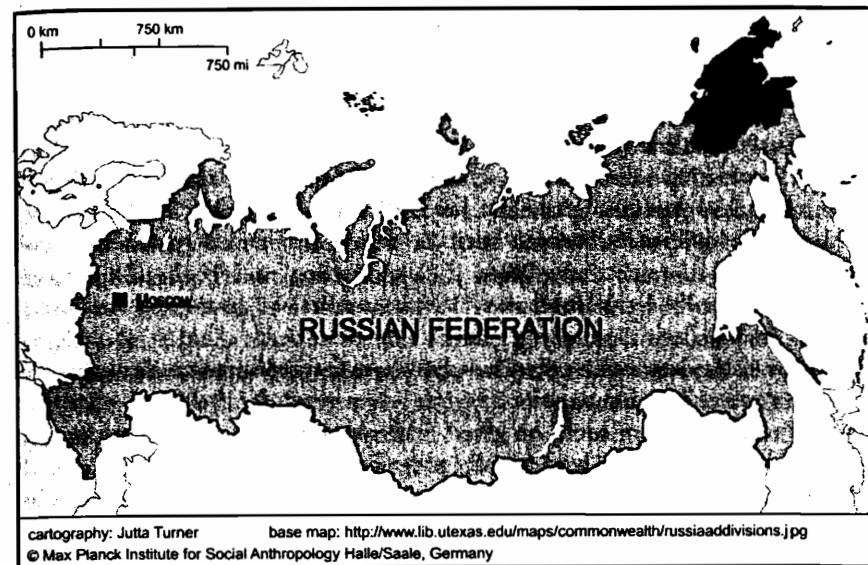 0 km 750 km
750 mi
Moscow
RUSSIAN FEDERATION
cartography: Jutta Turner base map: http://www.lib.utexas.edu/maps/commonwealth/russiaaddivisions.jpg
© Max Planck Institute for Social Anthropology Halle/Saale, Germany